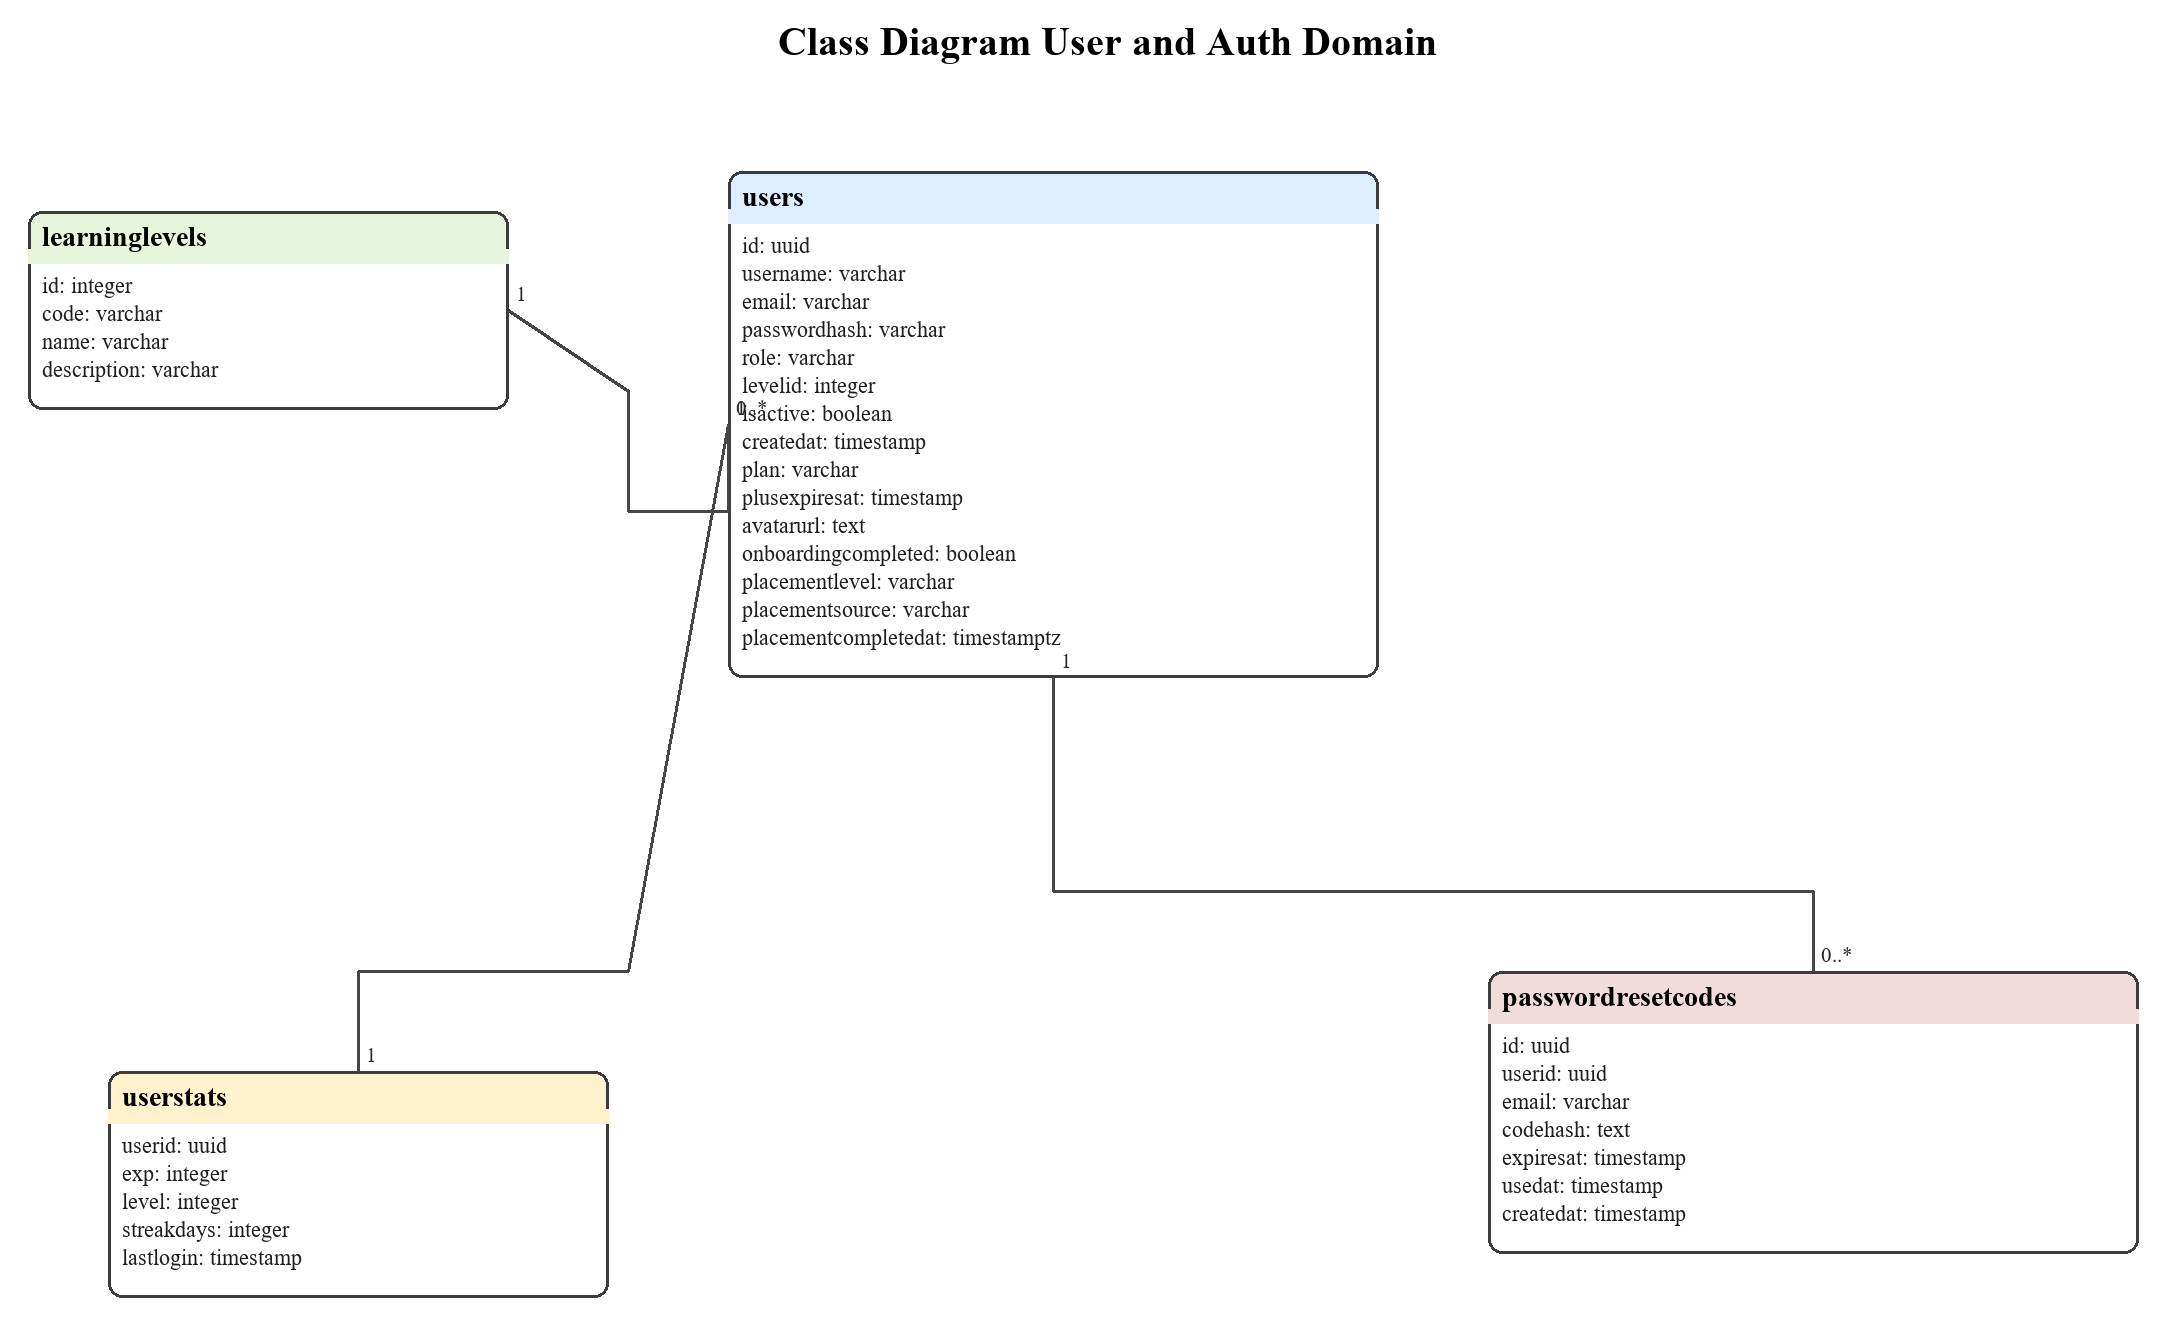 Class Diagram User and Auth Domain
learninglevels
id: integer
code: varchar
name: varchar
description: varchar
1
users
id: uuid
username: varchar
email: varchar
passwordhash: varchar
role: varchar
levelid: integer
0..*
1
isactive: boolean
createdat: timestamp
plan: varchar
plusexpiresat: timestamp
avatarurl: text
onboardingcompleted: boolean
placementlevel: varchar
placementsource: varchar
placementcompletedat: timestamptz
1
1
userstats
userid: uuid
exp: integer
level: integer
streakdays: integer
lastlogin: timestamp
0..*
passwordresetcodes
id: uuid
userid: uuid
email: varchar
codehash: text
expiresat: timestamp
usedat: timestamp
createdat: timestamp